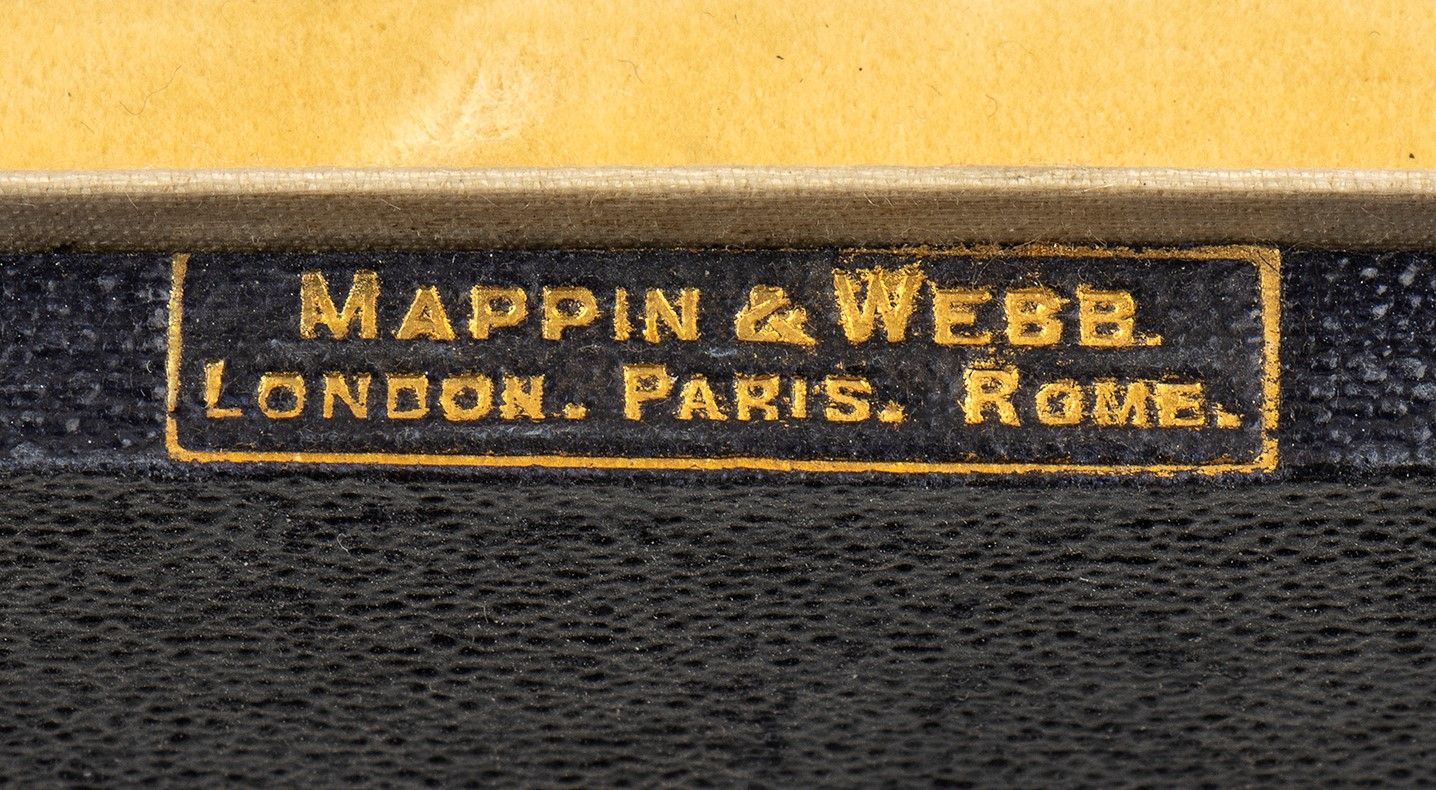 MAPPIN & WEBB.
LONDON. PARIS. ROME.